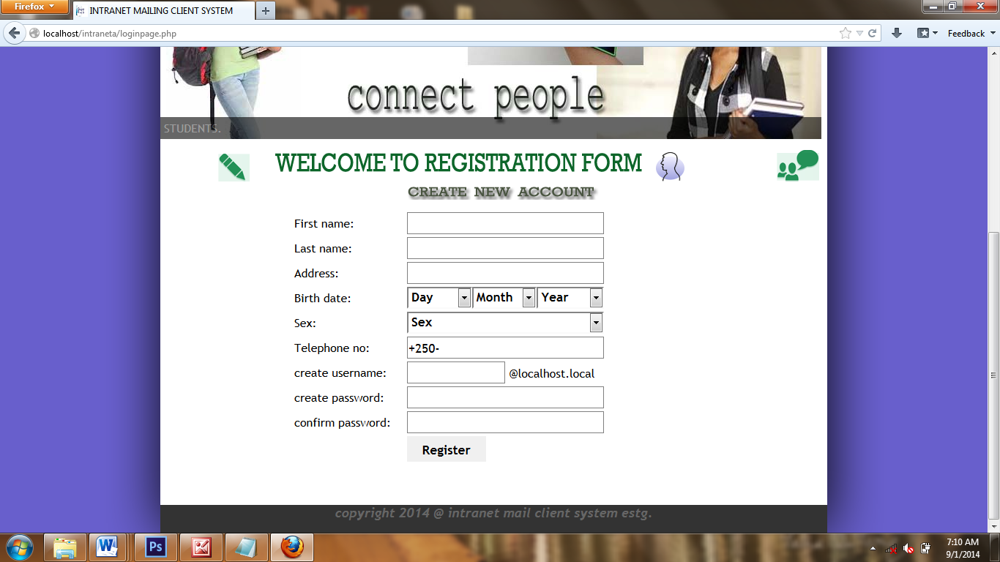 Firefox
INTRANET MAILING CLIENT SYSTEM
localhost/intraneta/loginpage.php
Feedback
connect people
STUDENTS.
WELCOME TO REGISTRATION FORM
CREATE NEW ACCOUNT
First name:
Last name:
Address:
Birth date: Day Month Year
Sex: Sex
Telephone no: +250-
create username: @localhost.local
create password:
confirm password:
Register
copyright 2014 @ intranet mail client system estg.
W Ps
7:10 AM
9/1/2014